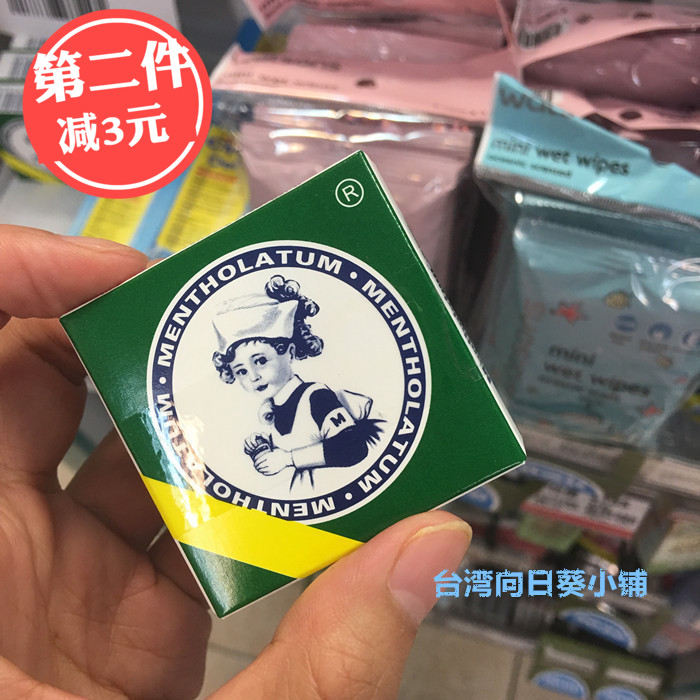 第二件
减3元
®
MENTHOLATUM • MENTHOLATUM • MENTHOLATUM
M
mini wet wipes
mini
wet wipes
台湾向日葵小铺